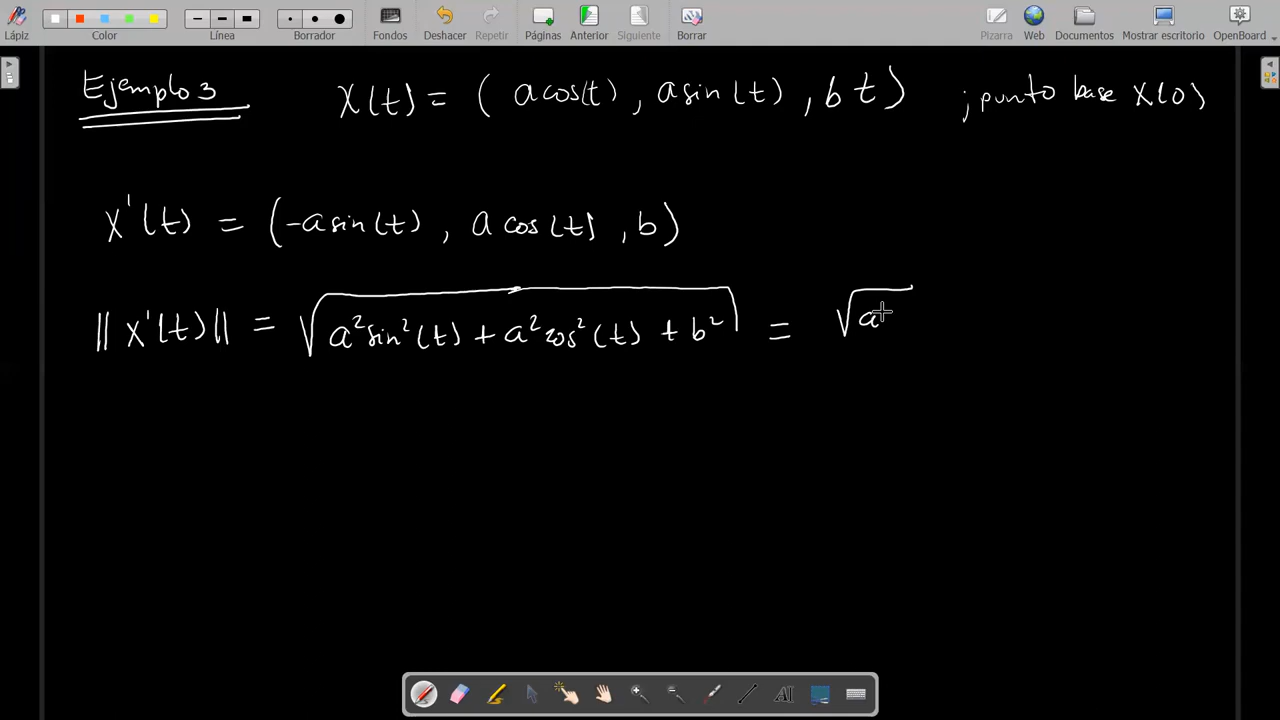 Lápiz Color Línea Borrador Fondos Deshacer Repetir Páginas Anterior Siguiente Borrar Pizarra Web Documentos Mostrar escritorio OpenBoard
Ejemplo 3 X(t) = ( a cos(t) , a sin(t) , b t ) ; punto base X(0)
X'(t) = (-a sin(t) , a cos(t) , b)
|| X'(t) || = √a² sin²(t) + a² cos²(t) + b² = √a